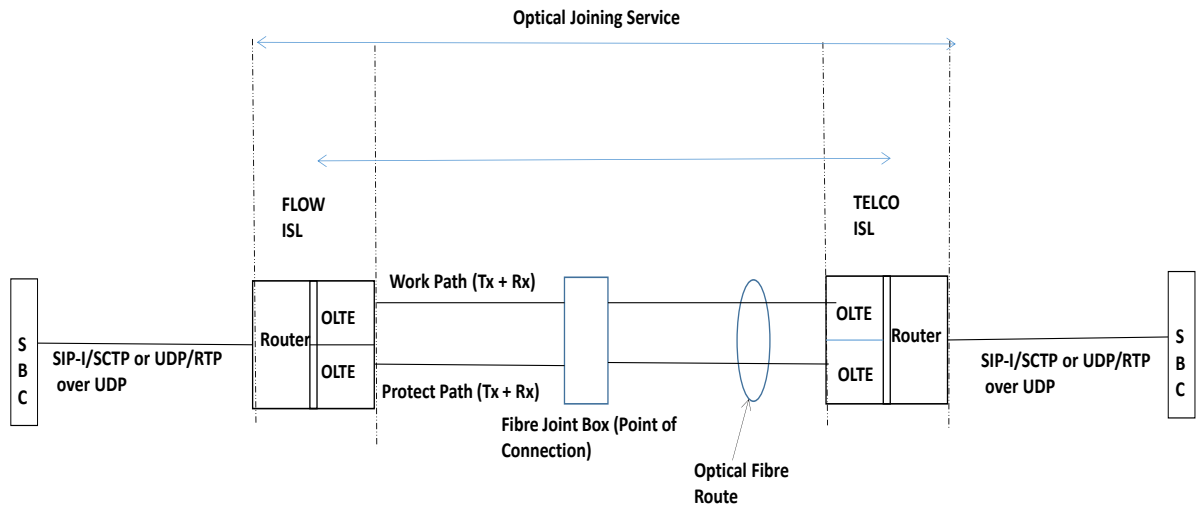 Optical Joining Service
FLOW
ISL
TELCO
ISL
Work Path (Tx + Rx)
OLTE
Router
OLTE
OLTE
Router
OLTE
S
B
C
SIP-I/SCTP or UDP/RTP
over UDP
Protect Path (Tx + Rx)
SIP-I/SCTP or UDP/RTP
over UDP
S
B
C
Fibre Joint Box (Point of
Connection)
Optical Fibre
Route